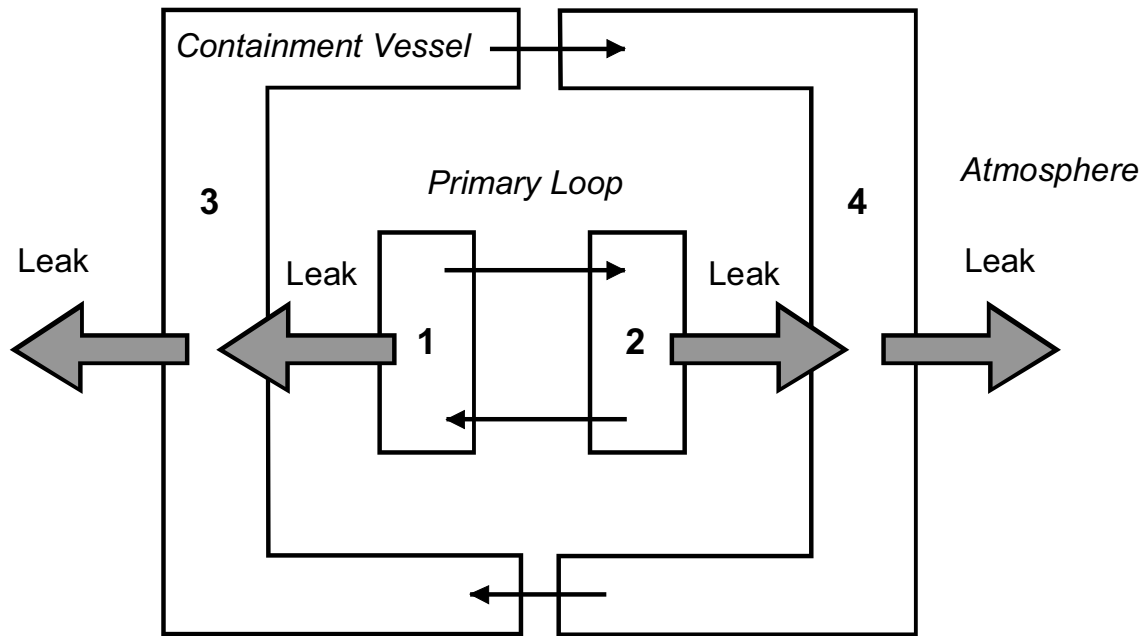 Containment Vessel
Primary Loop
Atmosphere
3
4
Leak
Leak
Leak
Leak
1
2